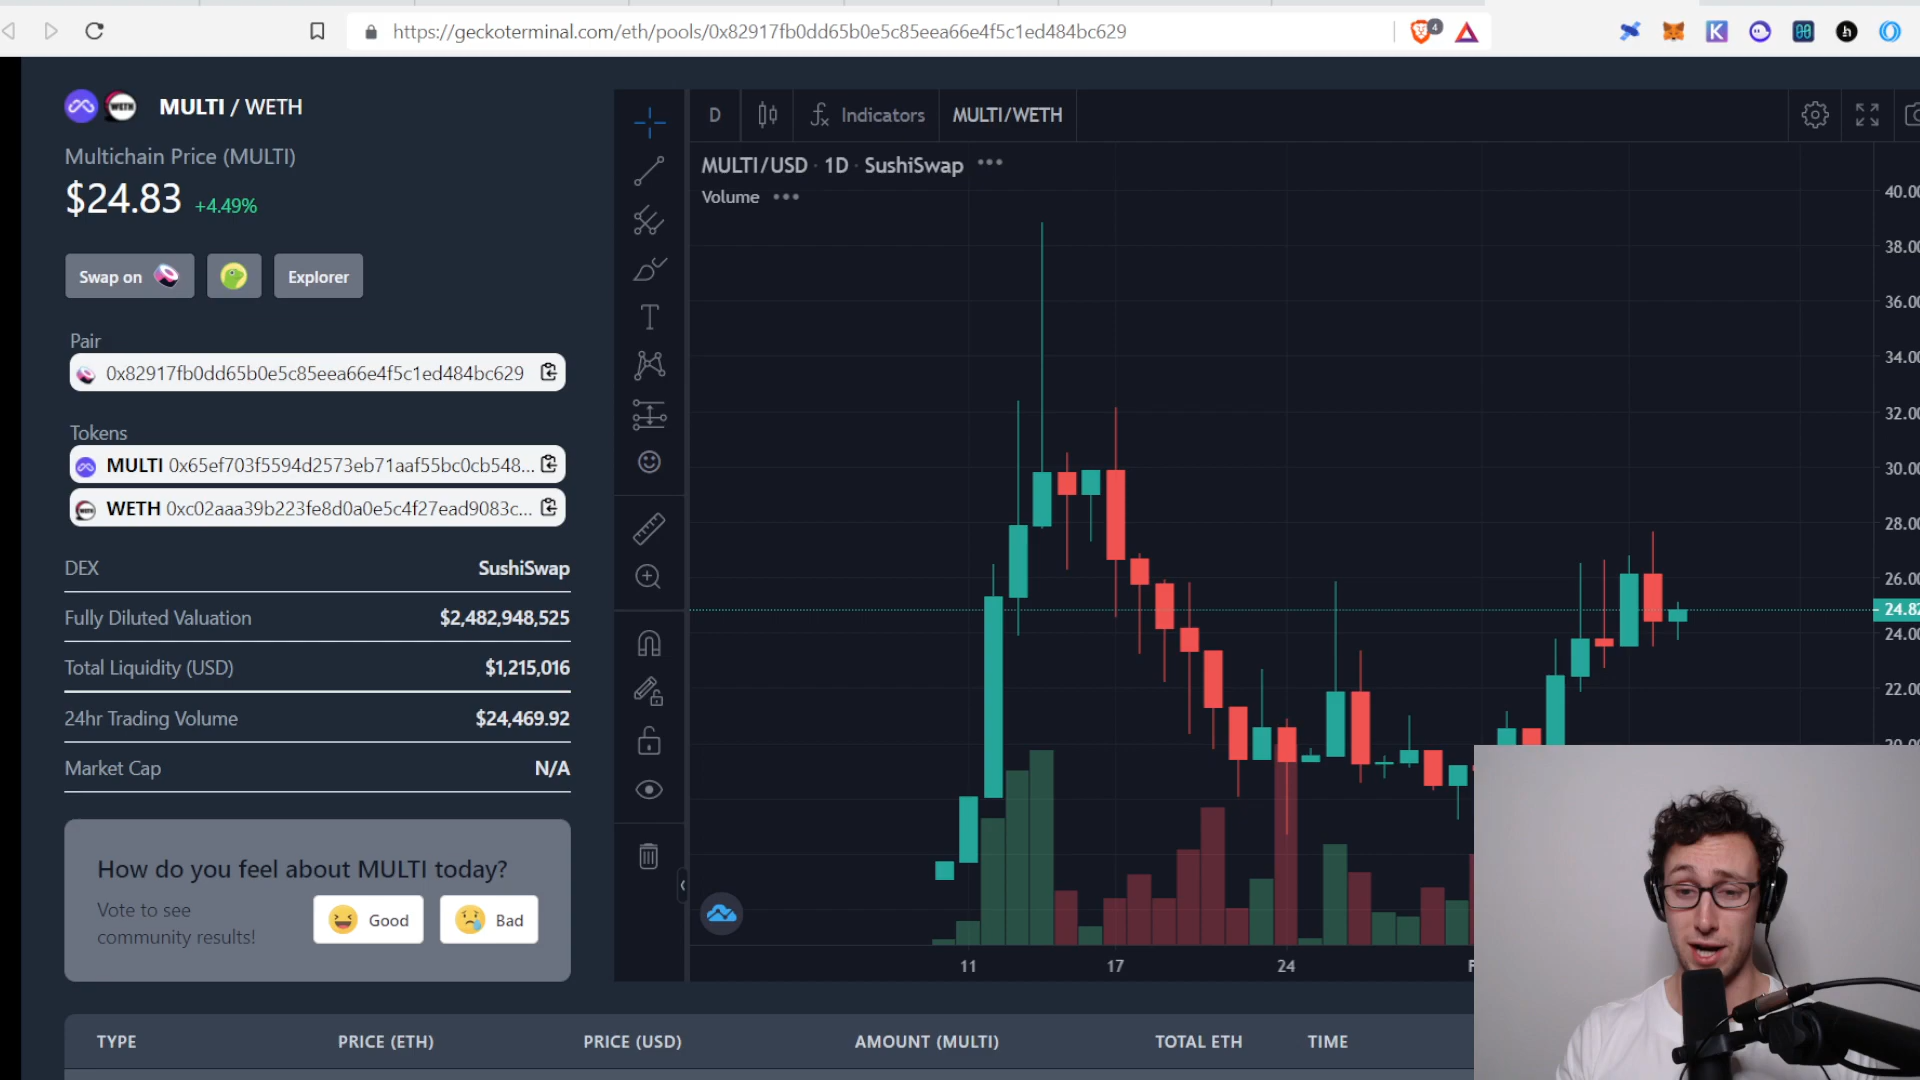 https://geckoterminal.com/eth/pools/0x82917fb0dd65b0e5c85eea66e4f5c1ed484bc629
4
MULTI / WETH
Multichain Price (MULTI)
$24.83 +4.49%
Swap on
Explorer
Pair
0x82917fb0dd65b0e5c85eea66e4f5c1ed484bc629
Tokens
MULTI 0x65ef703f5594d2573eb71aaf55bc0cb548...
WETH 0xc02aaa39b223fe8d0a0e5c4f27ead9083c...
DEX SushiSwap
Fully Diluted Valuation $2,482,948,525
Total Liquidity (USD) $1,215,016
24hr Trading Volume $24,469.92
Market Cap N/A
How do you feel about MULTI today?
Vote to see
community results!
Good
Bad
D
Indicators
MULTI/WETH
MULTI/USD · 1D · SushiSwap
Volume
40.00
38.00
36.00
34.00
32.00
30.00
28.00
26.00
24.82
24.00
22.00
11 17 24
TYPE PRICE (ETH) PRICE (USD) AMOUNT (MULTI) TOTAL ETH TIME